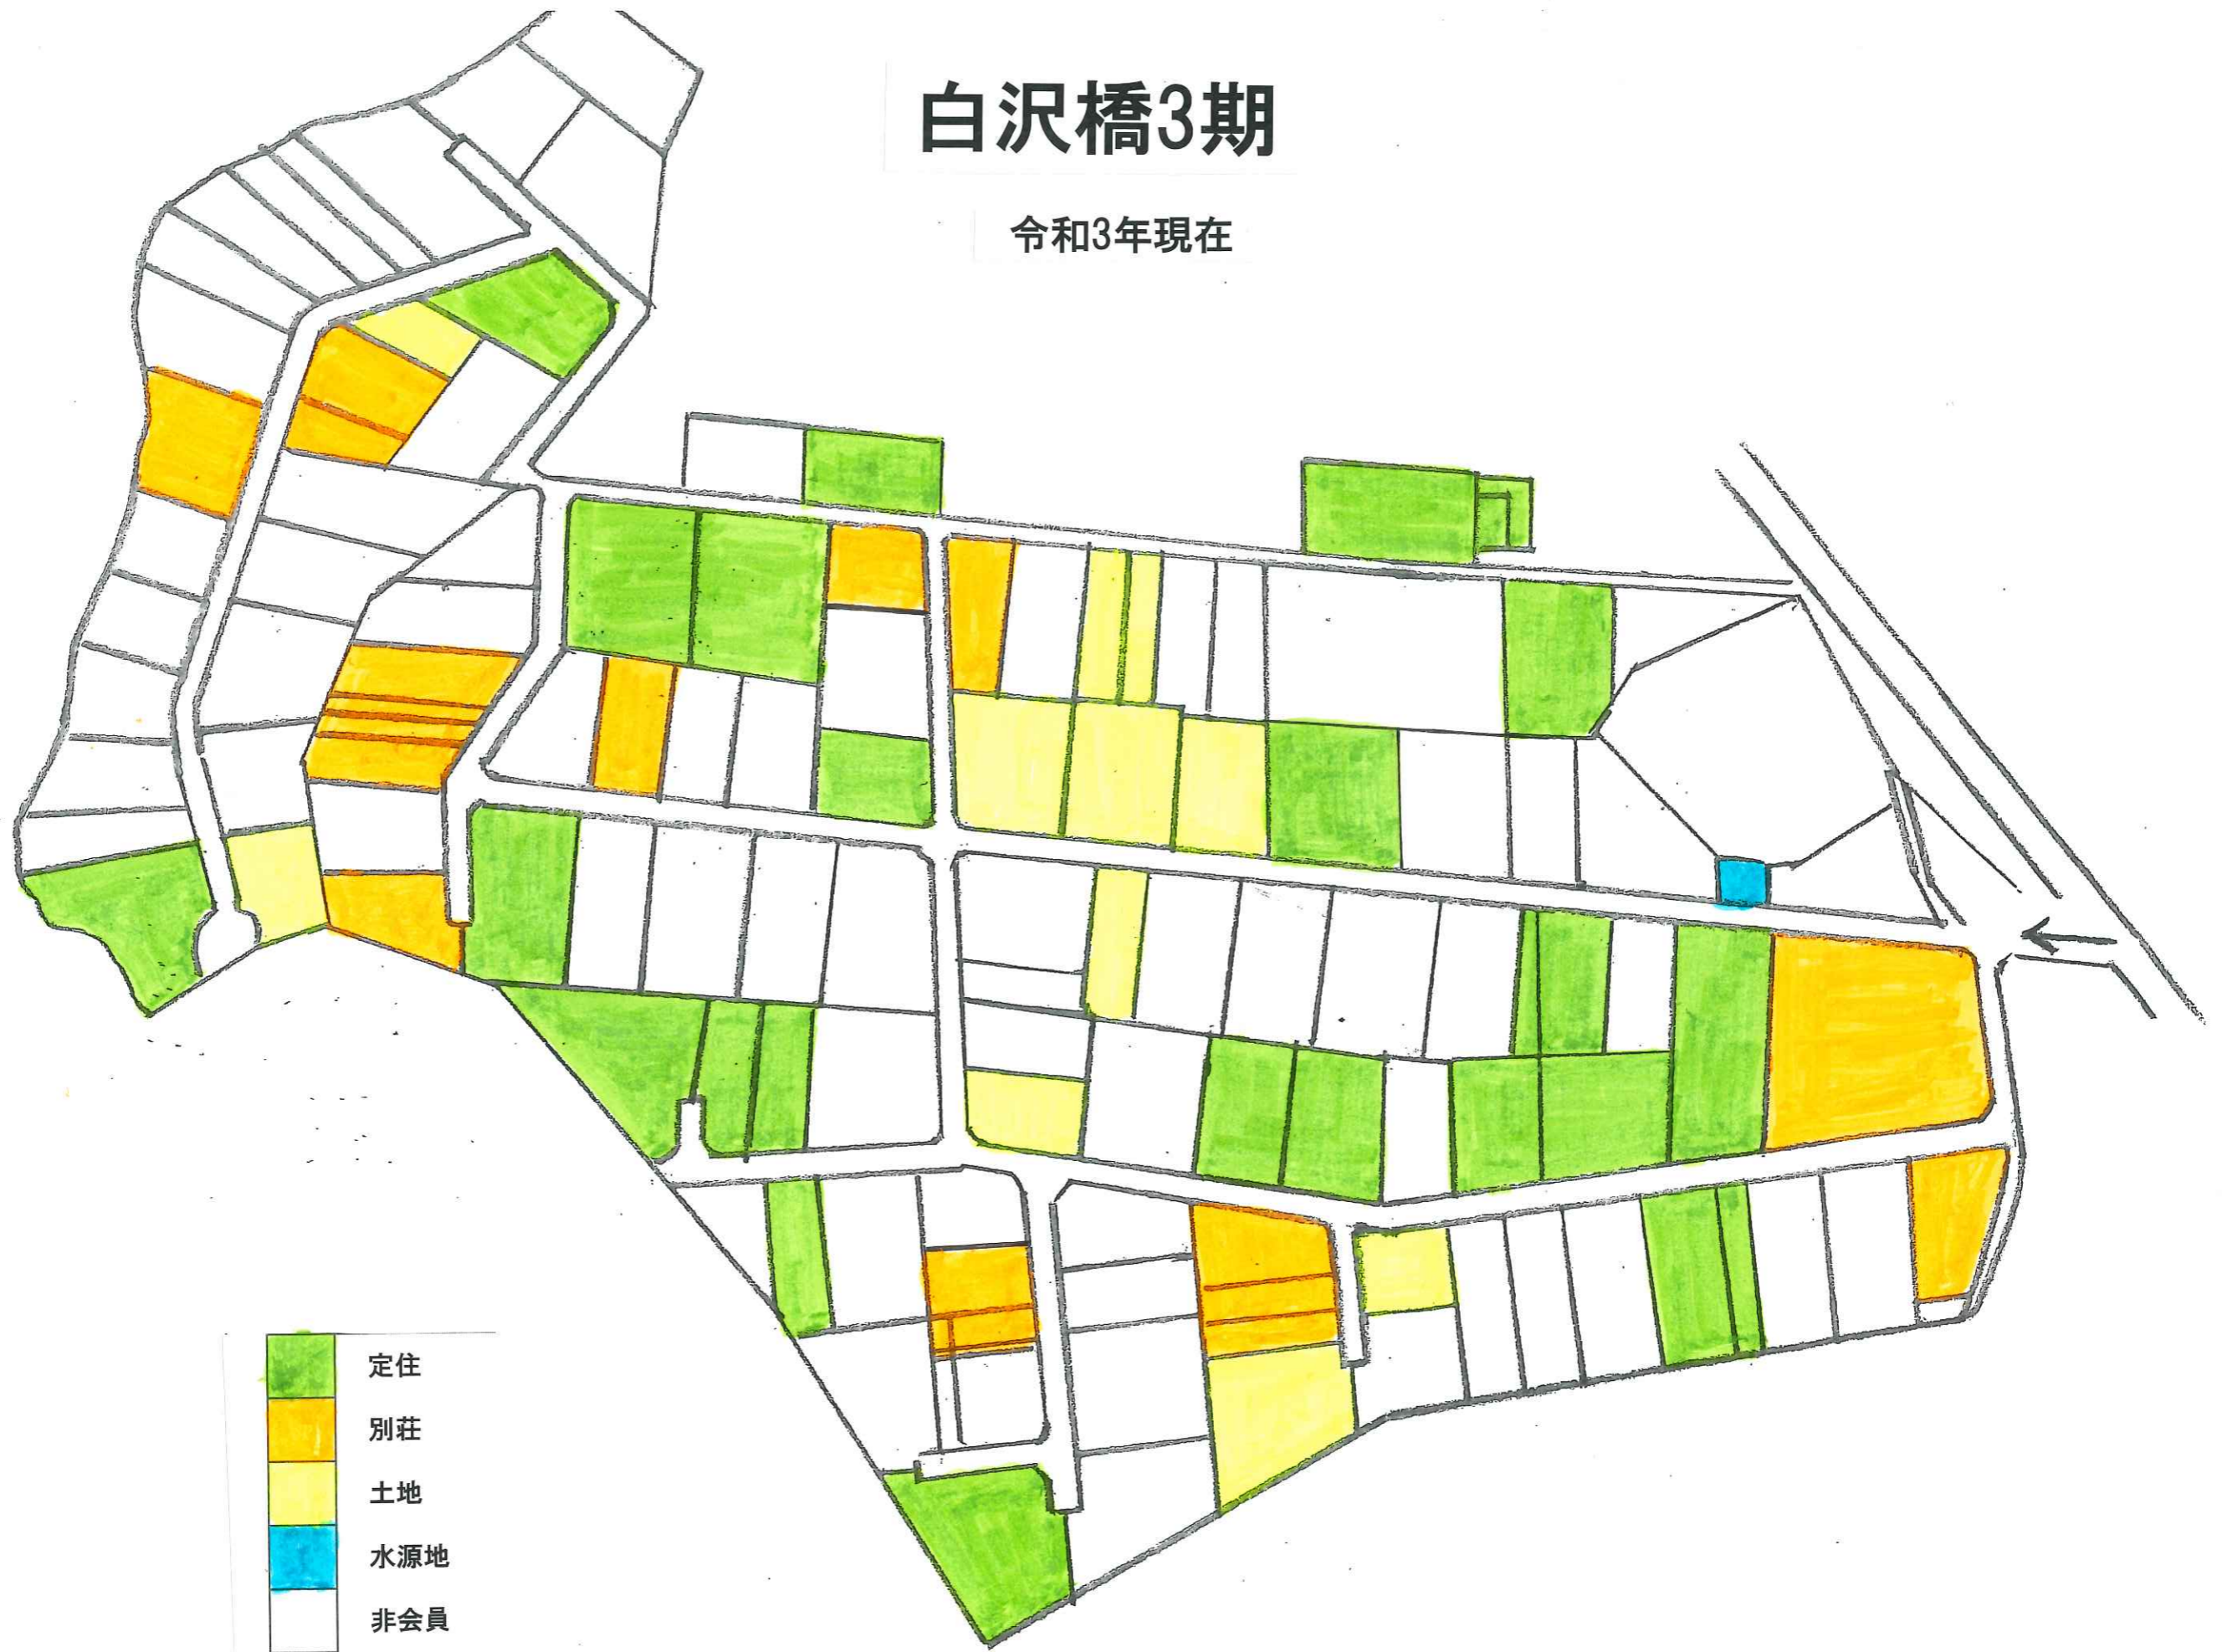 白沢橋3期
令和3年現在
定住
別荘
土地
水源地
非会員